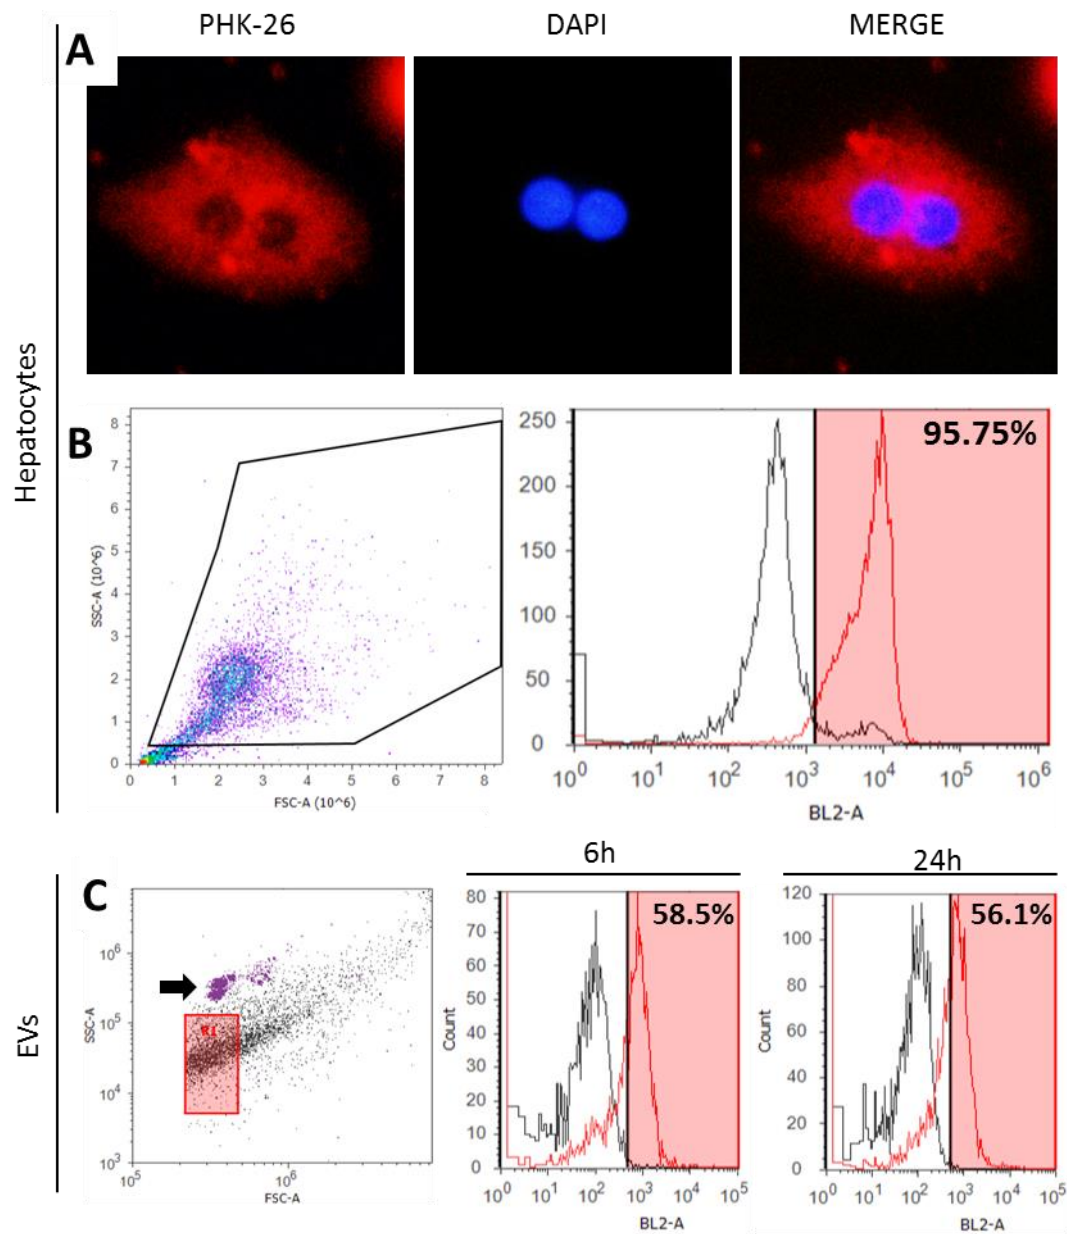 A
PHK-26
DAPI
MERGE
Hepatocytes
B
8
7
6
5
4
3
2
1
0
SSC-A (10^6)
0 1 2 3 4 5 6 7 8
FSC-A (10^6)
250
200
150
100
50
0
95.75%
10^0 10^1 10^2 10^3 10^4 10^5 10^6
BL2-A
EVs
C
10^6
10^5
10^4
10^3
SSC-A
R1
10^5 10^6
FSC-A
6h
80
70
60
50
40
30
20
10
0
Count
58.5%
10^0 10^1 10^2 10^3 10^4 10^5
BL2-A
24h
120
100
80
60
40
20
0
Count
56.1%
10^0 10^1 10^2 10^3 10^4 10^5
BL2-A